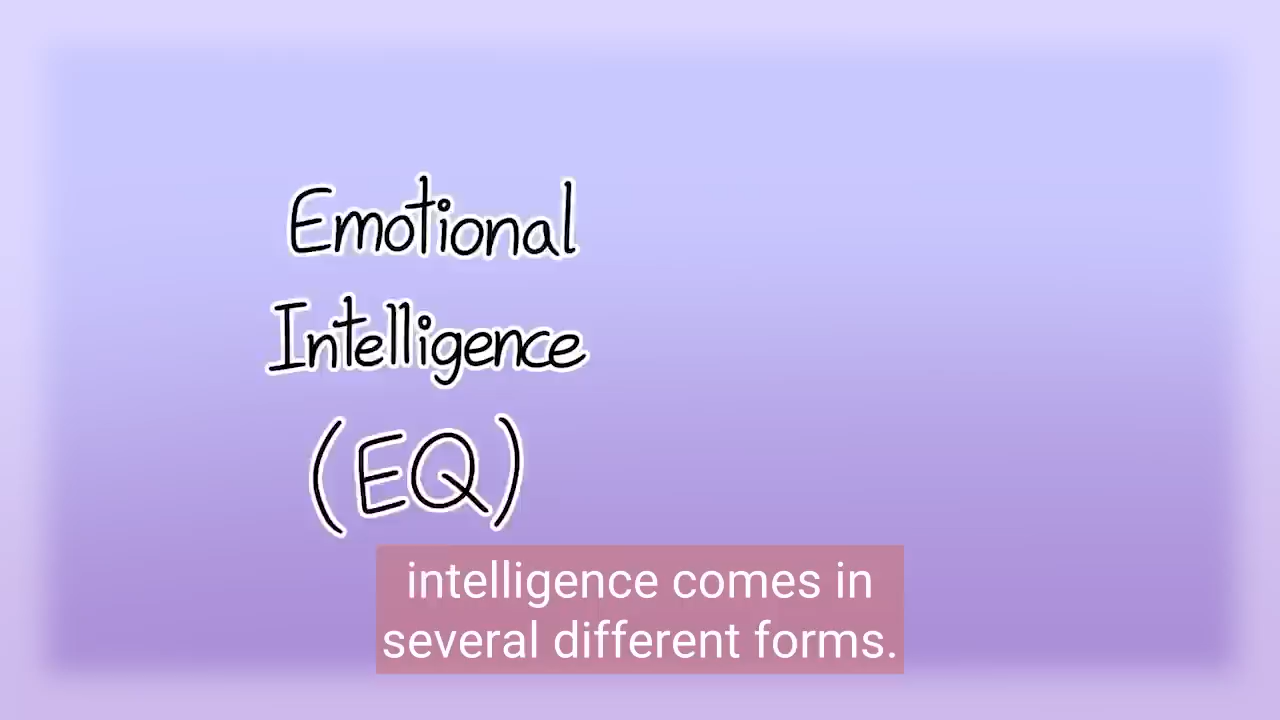 Emotional
Intelligence
(EQ)
intelligence comes in
several different forms.